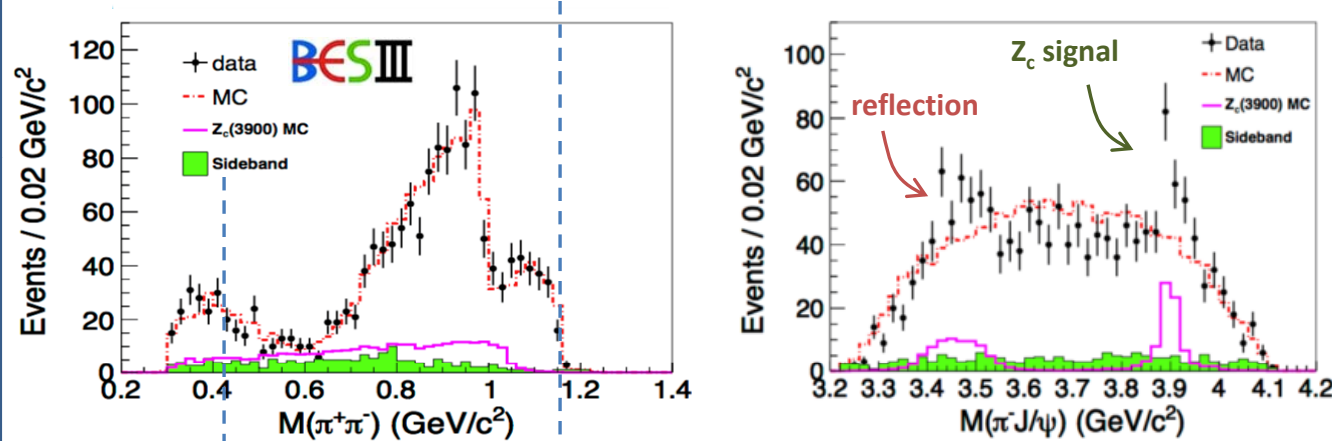 Events / 0.02 GeV/c²
120
100
80
60
40
20
0
BESIII
data
MC
Zc(3900) MC
Sideband
0.2 0.4 0.6 0.8 1 1.2 1.4
M(π⁺π⁻) (GeV/c²)
Events / 0.02 GeV/c²
100
80
60
40
20
0
reflection
Zc signal
Data
MC
Zc(3900) MC
Sideband
3.2 3.3 3.4 3.5 3.6 3.7 3.8 3.9 4 4.1 4.2
M(π⁻J/ψ) (GeV/c²)